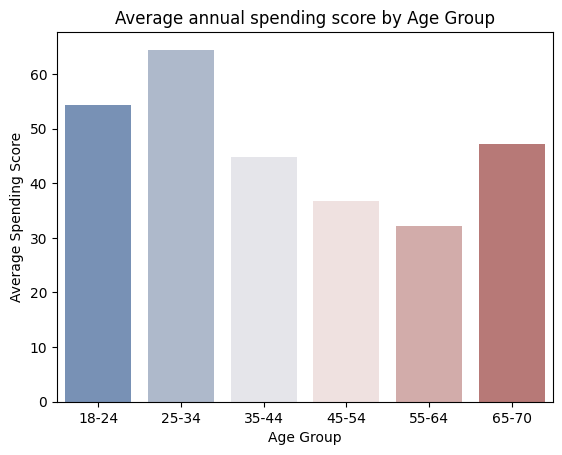 Average annual spending score by Age Group
Average Spending Score
60
50
40
30
20
10
0
18-24 25-34 35-44 45-54 55-64 65-70
Age Group